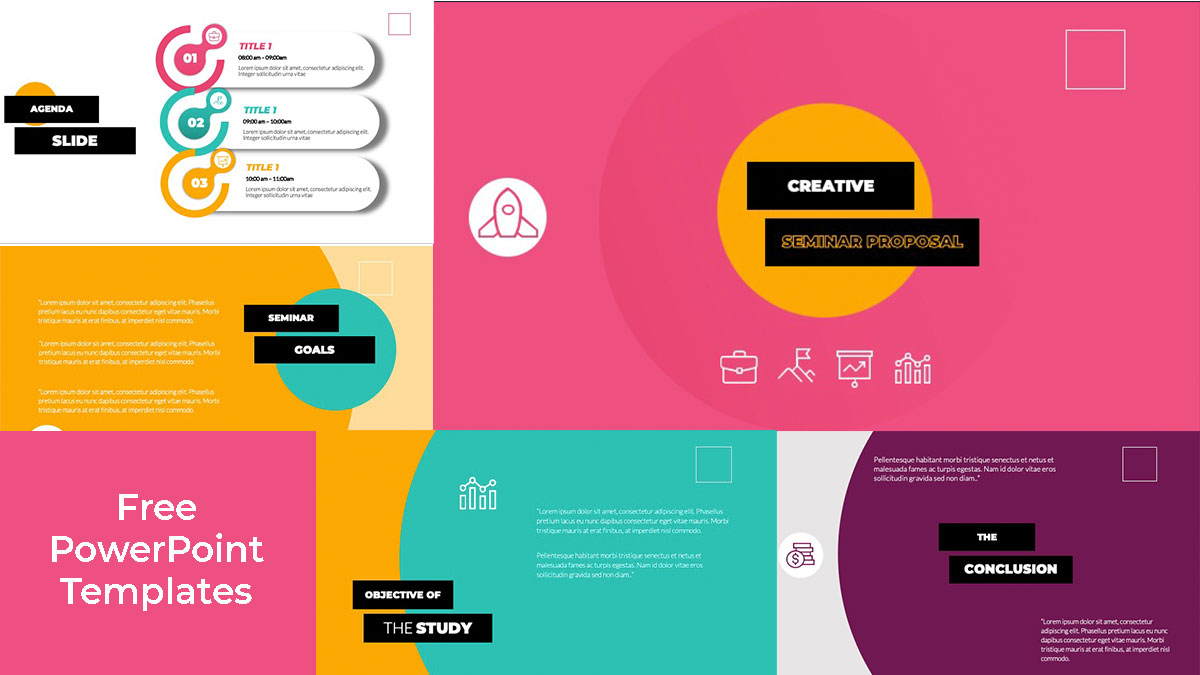 AGENDA
SLIDE
01
TITLE 1
08:00 am – 09:00am
Lorem ipsum dolor sit amet, consectetur adipiscing elit.
Integer sollicitudin urna vitae
02
TITLE 1
09:00 am – 10:00am
Lorem ipsum dolor sit amet, consectetur adipiscing elit.
Integer sollicitudin urna vitae
03
TITLE 1
10:00 am – 11:00am
Lorem ipsum dolor sit amet, consectetur adipiscing elit.
Integer sollicitudin urna vitae
CREATIVE
SEMINAR PROPOSAL
"Lorem ipsum dolor sit amet, consectetur adipiscing elit. Phasellus
pretium lacus eu nunc dapibus consectetur eget vitae mauris. Morbi
tristique mauris at erat finibus, at imperdiet nisl commodo.
"Lorem ipsum dolor sit amet, consectetur adipiscing elit. Phasellus
pretium lacus eu nunc dapibus consectetur eget vitae mauris. Morbi
tristique mauris at erat finibus, at imperdiet nisl commodo.
"Lorem ipsum dolor sit amet, consectetur adipiscing elit. Phasellus
pretium lacus eu nunc dapibus consectetur eget vitae mauris. Morbi
tristique mauris at erat finibus, at imperdiet nisl commodo.
SEMINAR
GOALS
Free
PowerPoint
Templates
"Lorem ipsum dolor sit amet, consectetur adipiscing elit. Phasellus
pretium lacus eu nunc dapibus consectetur eget vitae mauris. Morbi
tristique mauris at erat finibus, at imperdiet nisl commodo.
Pellentesque habitant morbi tristique senectus et netus et
malesuada fames ac turpis egestas. Nam id dolor vitae eros
sollicitudin gravida sed non diam.."
OBJECTIVE OF
THE STUDY
Pellentesque habitant morbi tristique senectus et netus et
malesuada fames ac turpis egestas. Nam id dolor vitae eros
sollicitudin gravida sed non diam.."
THE
CONCLUSION
"Lorem ipsum dolor sit amet, consectetur
adipiscing elit. Phasellus pretium lacus eu nunc
dapibus consectetur eget vitae mauris. Morbi
tristique mauris at erat finibus, at imperdiet nisl
commodo.